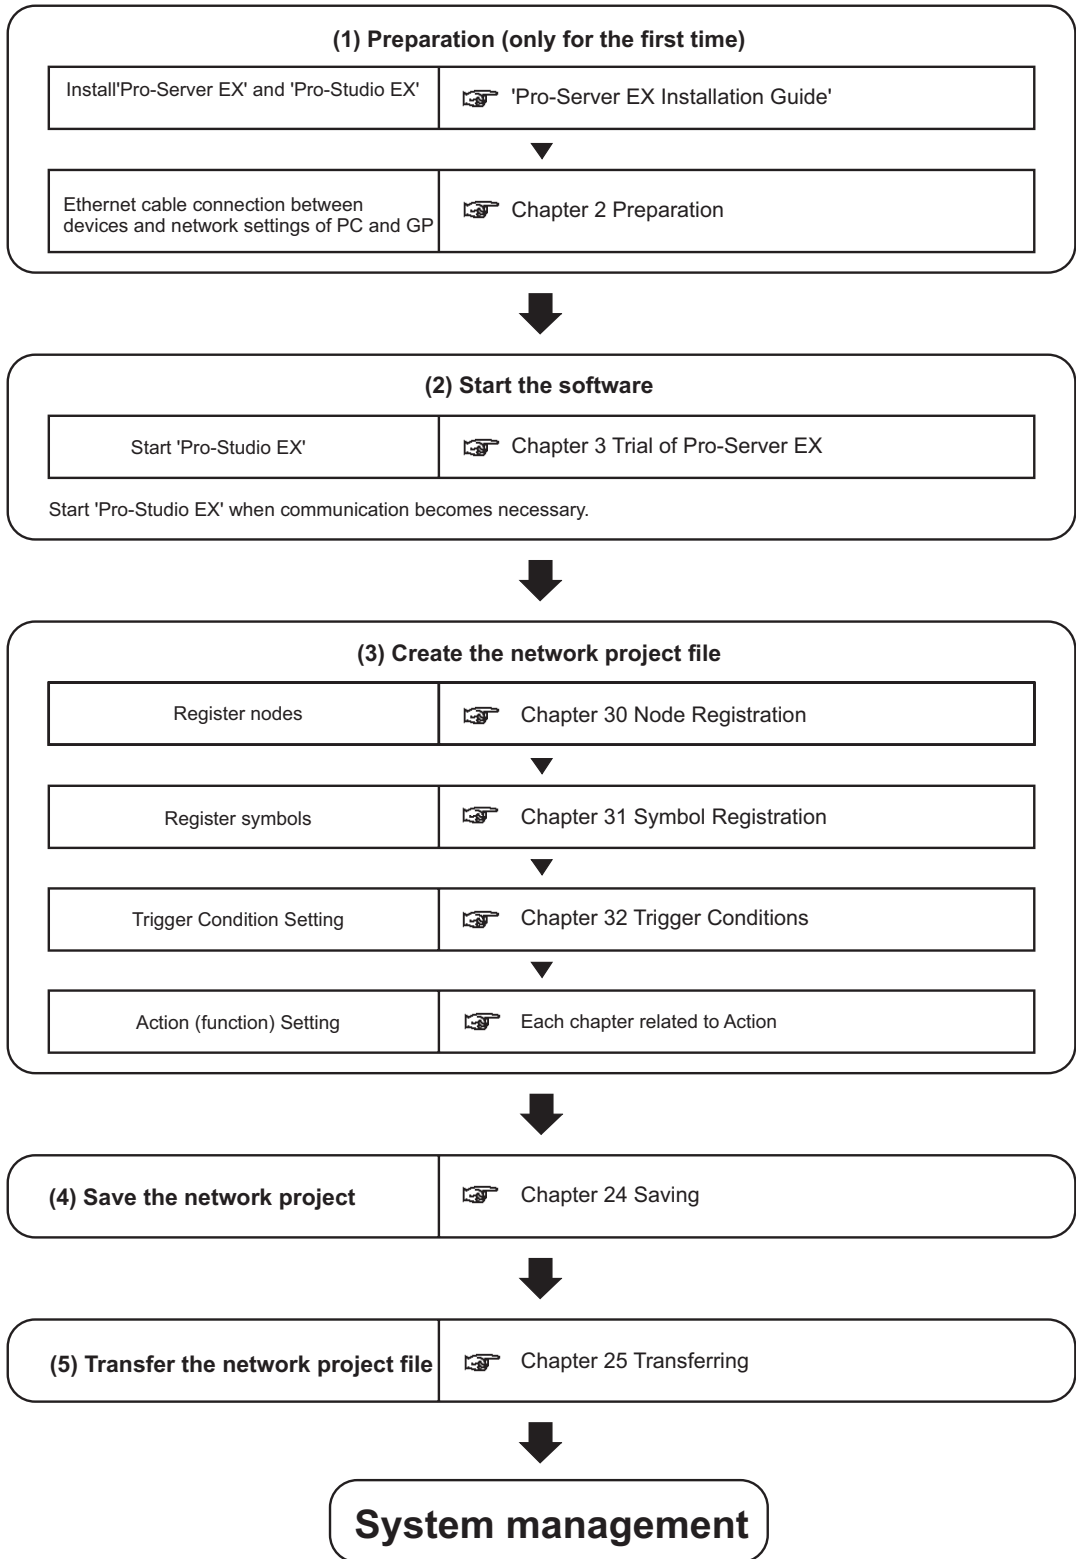 (1) Preparation (only for the first time)
Install'Pro-Server EX' and 'Pro-Studio EX'
'Pro-Server EX Installation Guide'
Ethernet cable connection between
devices and network settings of PC and GP
Chapter 2 Preparation
(2) Start the software
Start 'Pro-Studio EX'
Chapter 3 Trial of Pro-Server EX
Start 'Pro-Studio EX' when communication becomes necessary.
(3) Create the network project file
Register nodes
Chapter 30 Node Registration
Register symbols
Chapter 31 Symbol Registration
Trigger Condition Setting
Chapter 32 Trigger Conditions
Action (function) Setting
Each chapter related to Action
(4) Save the network project
Chapter 24 Saving
(5) Transfer the network project file
Chapter 25 Transferring
System management